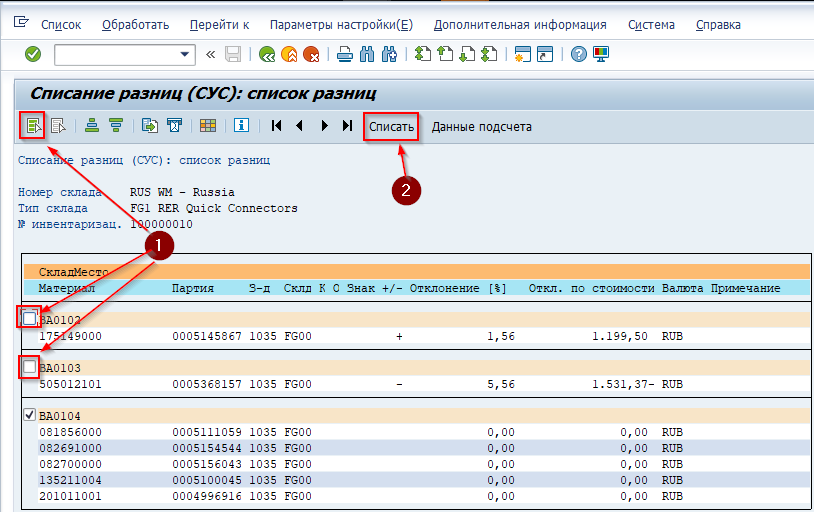 Список Обработать Перейти к Параметры настройки(E) Дополнительная информация Система Справка
Списание разниц (СУС): список разниц
Списать Данные подсчета
2
Списание разниц (СУС): список разниц
Номер склада RUS WM - Russia
Тип склада FG1 RER Quick Connectors
№ инвентаризац. 100000010
1
СкладМесто
Материал Партия З-д Склд К О Знак +/- Отклонение [%] Откл. по стоимости Валюта Примечание
BA0102
175149000 0005145867 1035 FG00 + 1,56 1.199,50 RUB
BA0103
505012101 0005368157 1035 FG00 - 5,56 1.531,37- RUB
BA0104
081856000 0005111059 1035 FG00 0,00 0,00 RUB
082691000 0005154544 1035 FG00 0,00 0,00 RUB
082700000 0005156043 1035 FG00 0,00 0,00 RUB
135211004 0005100045 1035 FG00 0,00 0,00 RUB
201011001 0004996916 1035 FG00 0,00 0,00 RUB